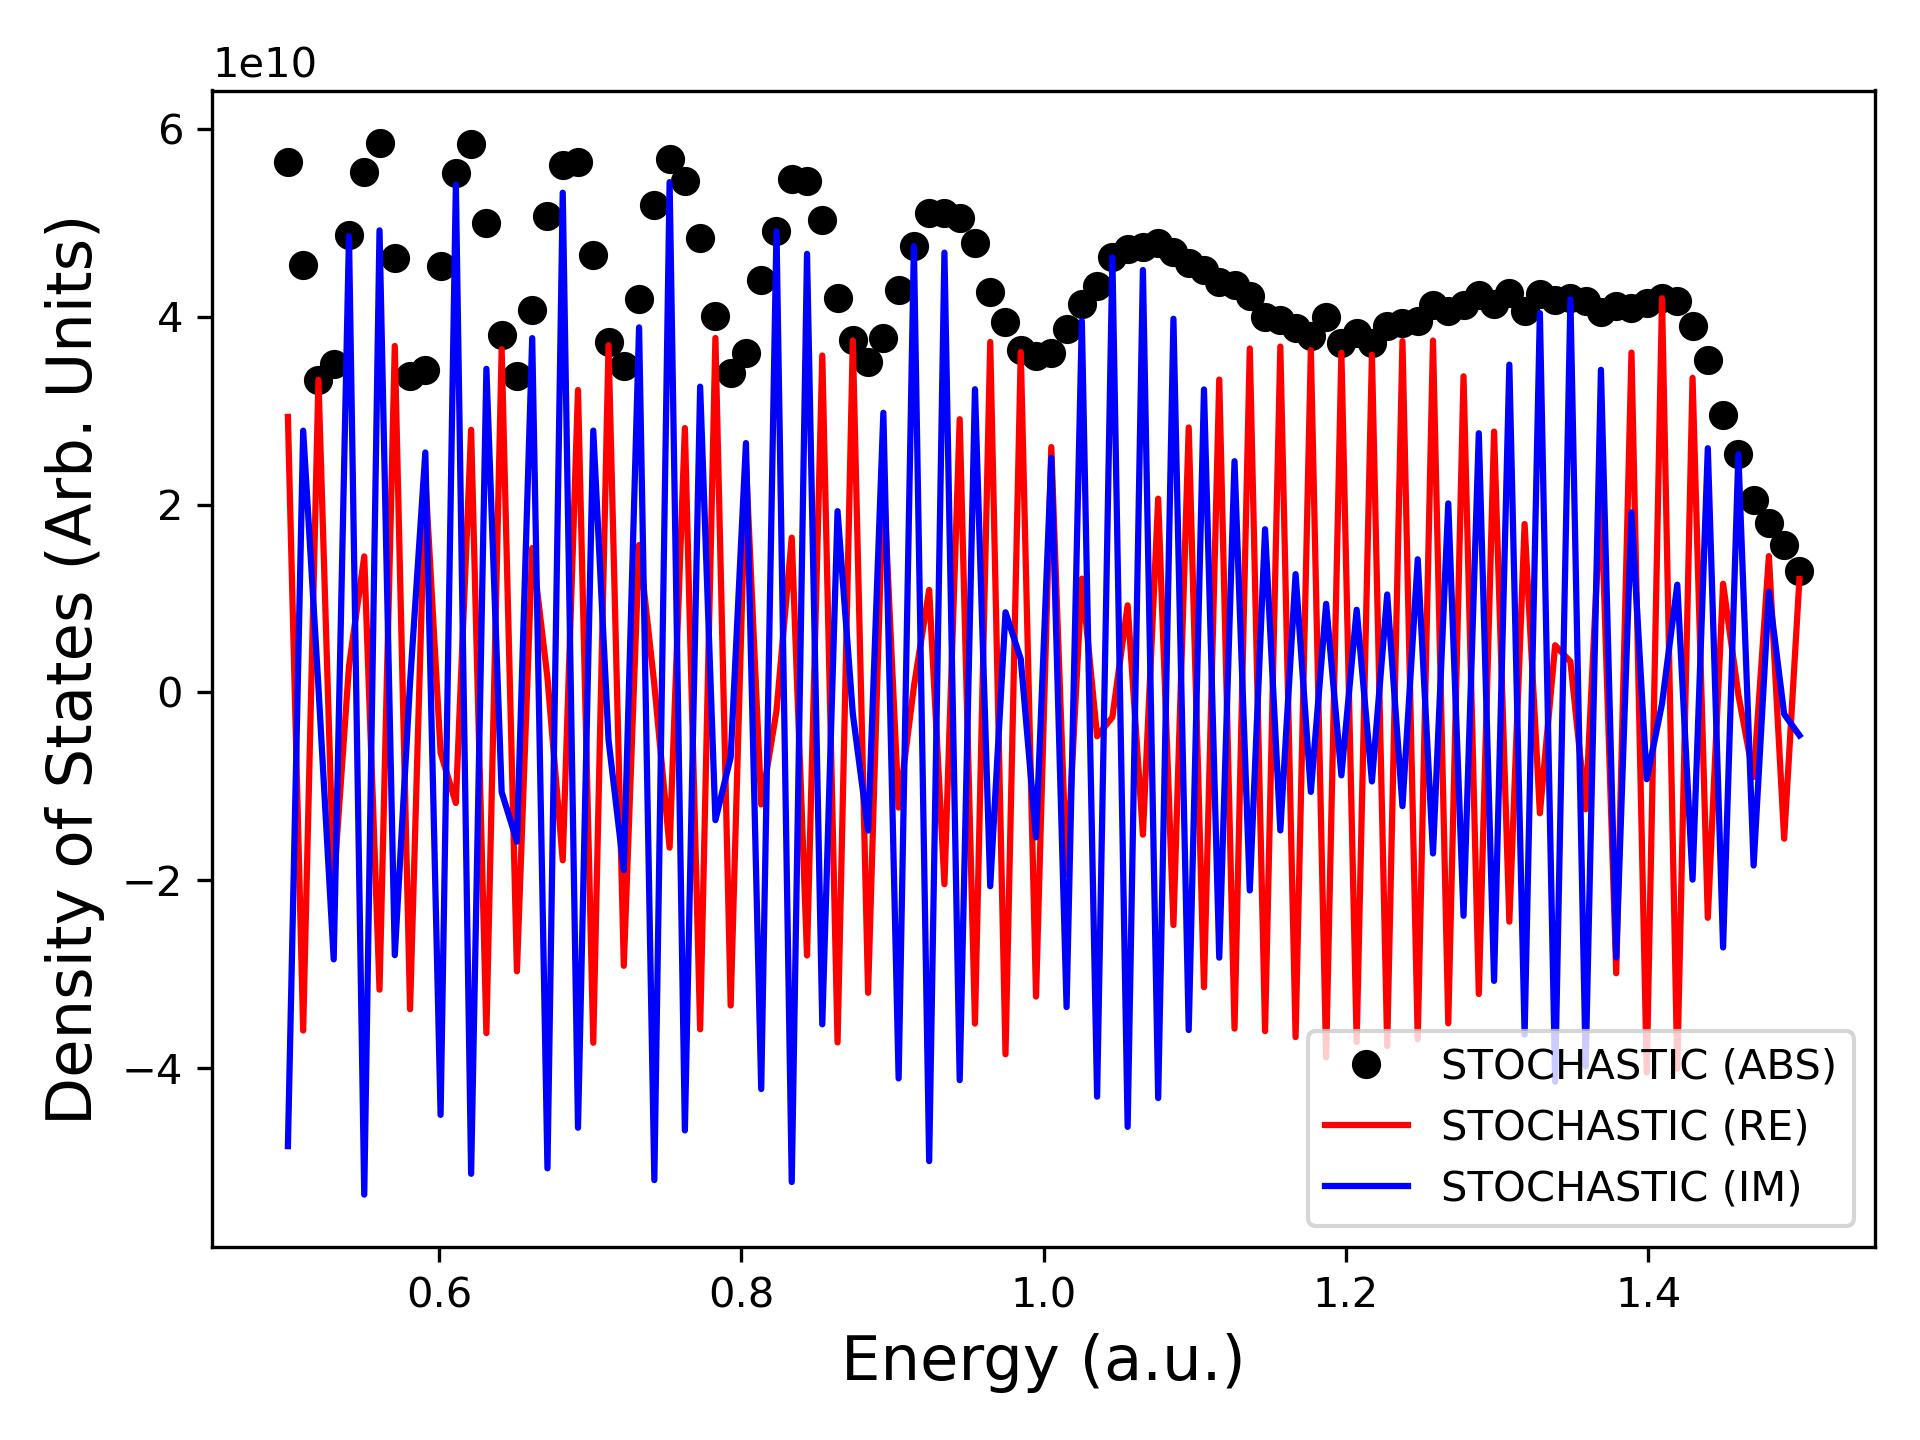 1e10
6
4
2
0
−2
−4
Density of States (Arb. Units)
STOCHASTIC (ABS)
STOCHASTIC (RE)
STOCHASTIC (IM)
0.6 0.8 1.0 1.2 1.4
Energy (a.u.)